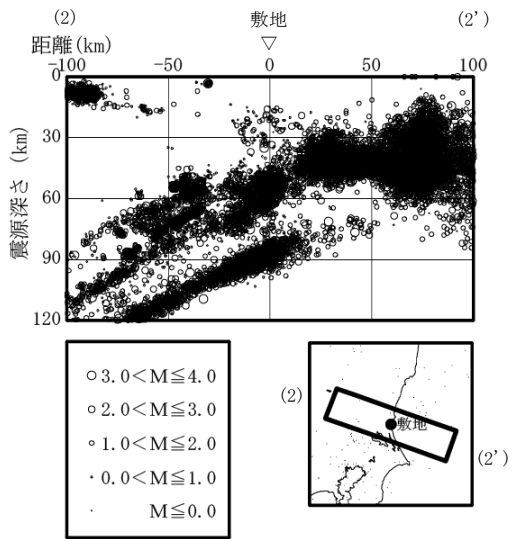 (2) 敷地 (2')
距離(km) ▽
-100 -50 0 50 100
0
30
60
90
120
震源深さ (km)
○ 3.0<M≦4.0
○ 2.0<M≦3.0
○ 1.0<M≦2.0
・ 0.0<M≦1.0
・ M≦0.0
(2)
敷地
(2')